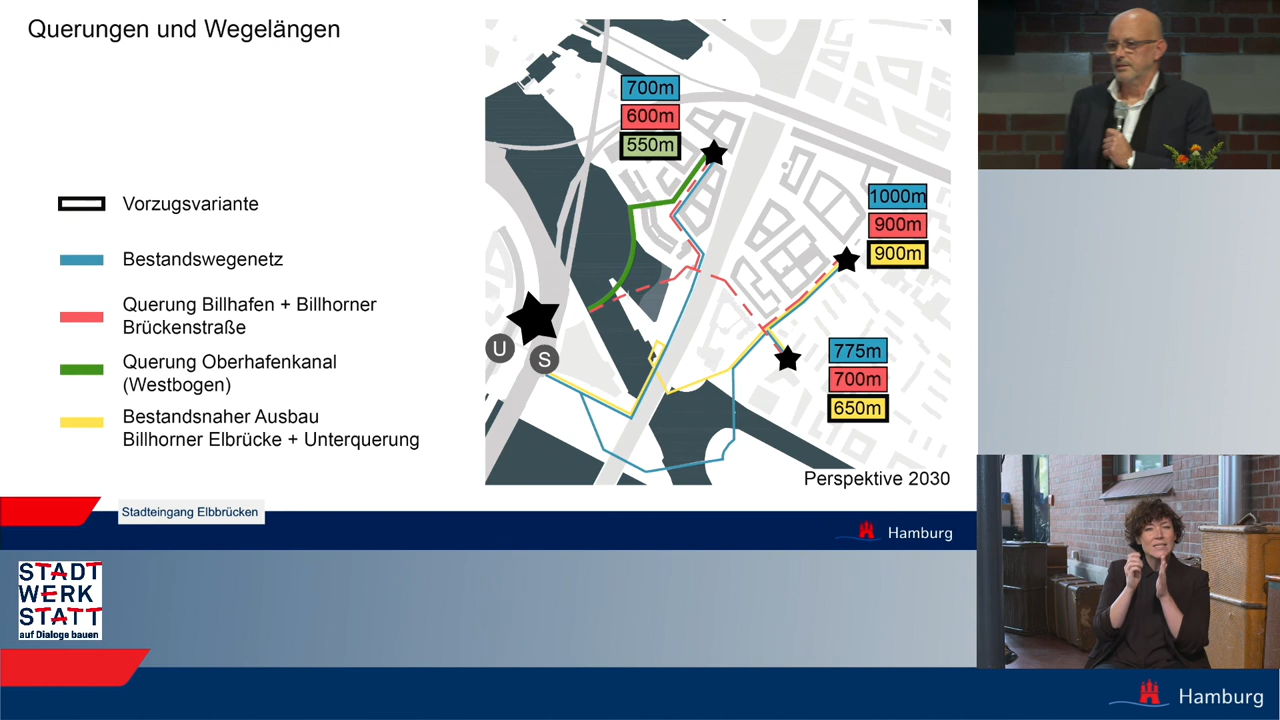 Querungen und Wegelängen
Vorzugsvariante
Bestandswegenetz
Querung Billhafen + Billhorner
Brückenstraße
Querung Oberhafenkanal
(Westbogen)
Bestandsnaher Ausbau
Billhorner Elbrücke + Unterquerung
700m
600m
550m
1000m
900m
900m
775m
700m
650m
U
S
Perspektive 2030
Stadteingang Elbbrücken
Hamburg
STADT
WERK
STATT
auf Dialoge bauen
Hamburg